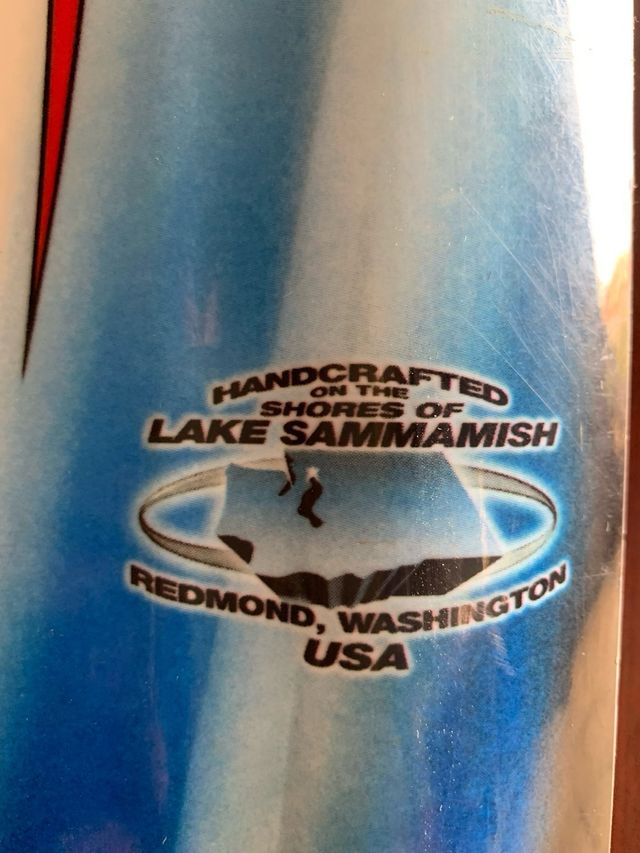 HANDCRAFTED
ON THE
SHORES OF
LAKE SAMMAMISH
REDMOND, WASHINGTON
USA